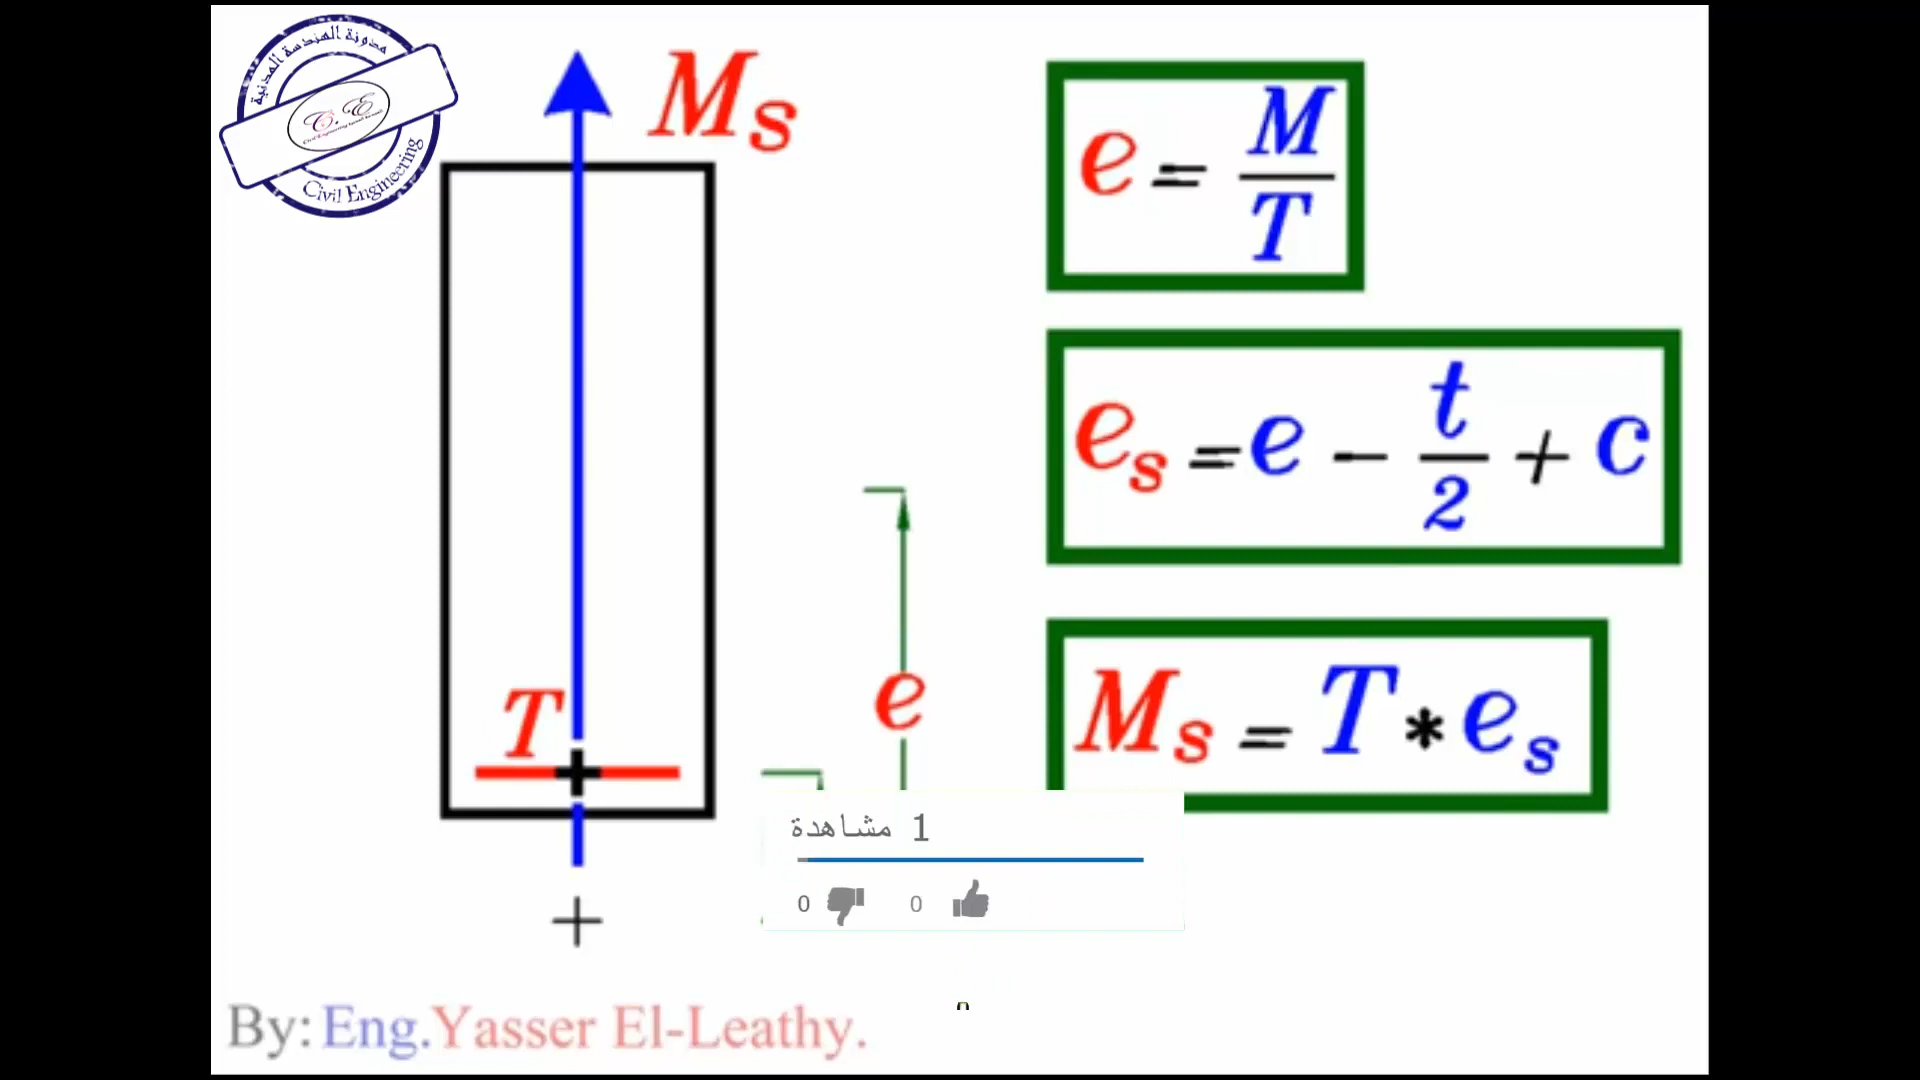 مدونة الهندسة المدنية
C.E
Civil Engineering
Ms
e = M/T
es = e - t/2 + c
T
e
Ms = T * es
1 مشاهدة
0 0
By: Eng.Yasser El-Leathy.